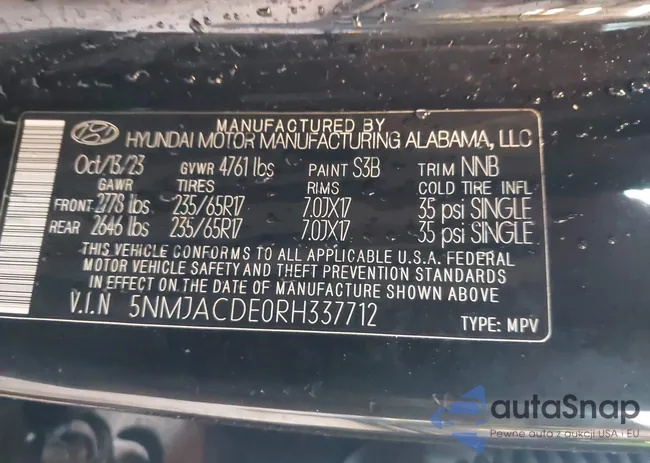 MANUFACTURED BY
HYUNDAI MOTOR MANUFACTURING ALABAMA, LLC
Oct/13/23 GVWR 4761 lbs PAINT S3B TRIM NNB
GAWR TIRES RIMS COLD TIRE INFL
FRONT 2778 lbs 235/65R17 7.0JX17 35 psi SINGLE
REAR 2646 lbs 235/65R17 7.0JX17 35 psi SINGLE
THIS VEHICLE CONFORMS TO ALL APPLICABLE U.S.A. FEDERAL
MOTOR VEHICLE SAFETY AND THEFT PREVENTION STANDARDS
IN EFFECT ON THE DATE OF MANUFACTURE SHOWN ABOVE.
V.I.N 5NMJACDE0RH337712 TYPE: MPV
autaSnap
Pewne auta z aukcji USA i EU